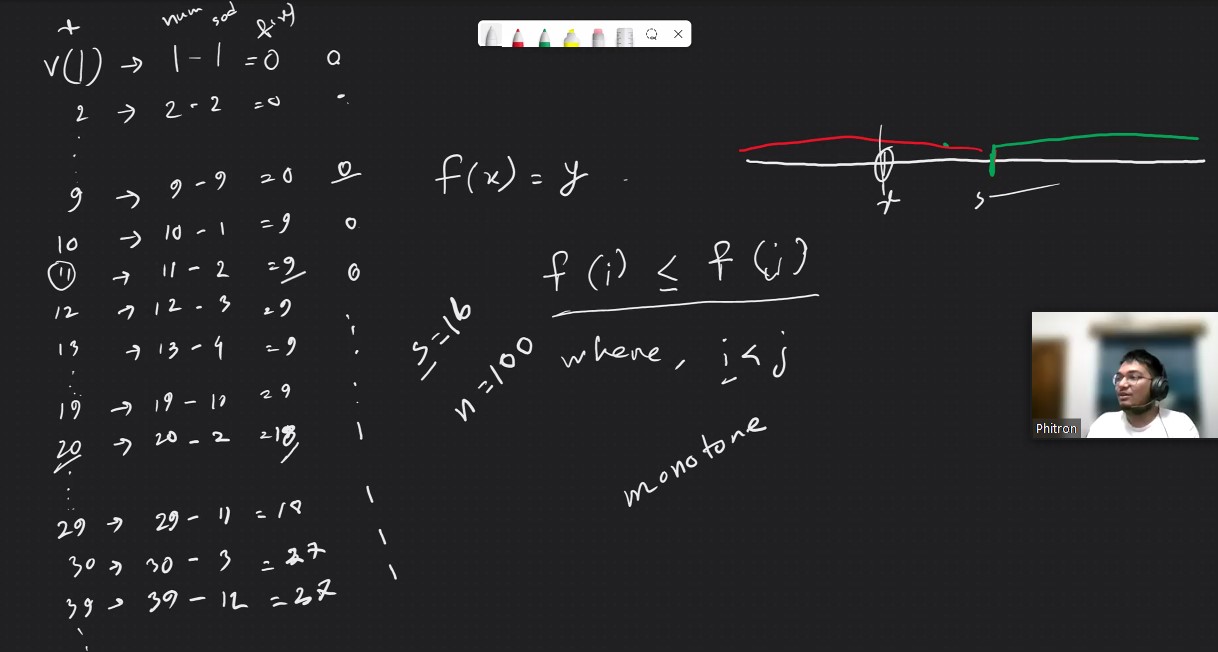 x num sod f(x)
v(1) → 1 - 1 = 0 0
2 → 2 - 2 = 0
9 → 9 - 9 = 0 0
10 → 10 - 1 = 9 0
11 → 11 - 2 = 9 0
12 → 12 - 3 = 9
13 → 13 - 4 = 9
19 → 19 - 10 = 9
20 → 20 - 2 = 18 1
29 → 29 - 11 = 18 1
30 → 30 - 3 = 27 1
39 → 39 - 12 = 27 1
f(x) = y
f(i) ≤ f(j)
where, i < j
s = 16
n = 100
monotone
x s
Phitron